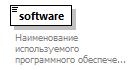 software
Наименование
используемого
программного обеспече...